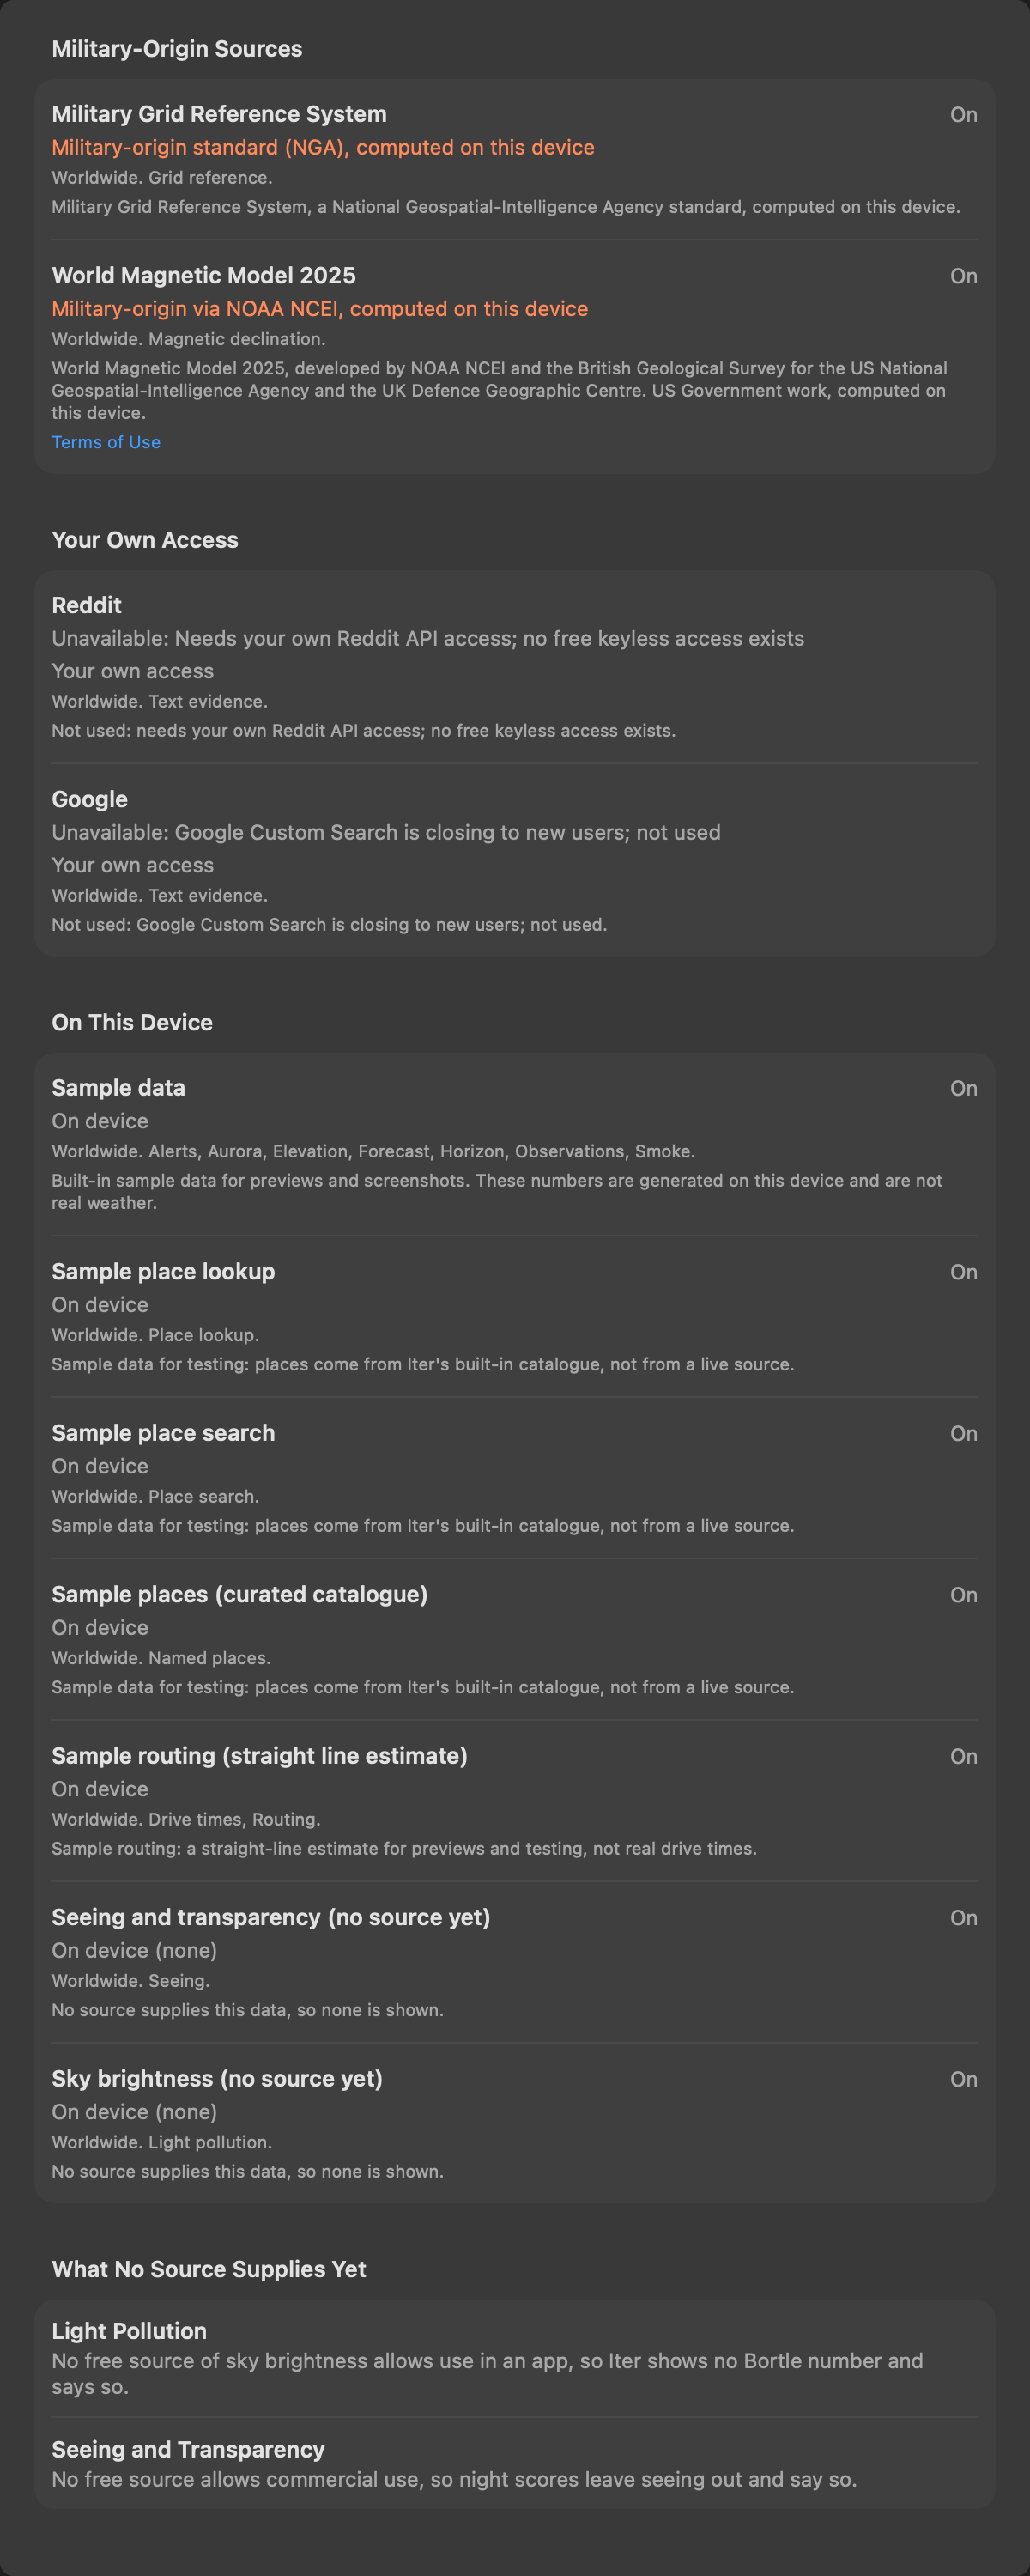 Military-Origin Sources
Military Grid Reference System
On
Military-origin standard (NGA), computed on this device
Worldwide. Grid reference.
Military Grid Reference System, a National Geospatial-Intelligence Agency standard, computed on this device.
World Magnetic Model 2025
On
Military-origin via NOAA NCEI, computed on this device
Worldwide. Magnetic declination.
World Magnetic Model 2025, developed by NOAA NCEI and the British Geological Survey for the US National
Geospatial-Intelligence Agency and the UK Defence Geographic Centre. US Government work, computed on
this device.
Terms of Use
Your Own Access
Reddit
Unavailable: Needs your own Reddit API access; no free keyless access exists
Your own access
Worldwide. Text evidence.
Not used: needs your own Reddit API access; no free keyless access exists.
Google
Unavailable: Google Custom Search is closing to new users; not used
Your own access
Worldwide. Text evidence.
Not used: Google Custom Search is closing to new users; not used.
On This Device
Sample data
On
On device
Worldwide. Alerts, Aurora, Elevation, Forecast, Horizon, Observations, Smoke.
Built-in sample data for previews and screenshots. These numbers are generated on this device and are not
real weather.
Sample place lookup
On
On device
Worldwide. Place lookup.
Sample data for testing: places come from Iter's built-in catalogue, not from a live source.
Sample place search
On
On device
Worldwide. Place search.
Sample data for testing: places come from Iter's built-in catalogue, not from a live source.
Sample places (curated catalogue)
On
On device
Worldwide. Named places.
Sample data for testing: places come from Iter's built-in catalogue, not from a live source.
Sample routing (straight line estimate)
On
On device
Worldwide. Drive times, Routing.
Sample routing: a straight-line estimate for previews and testing, not real drive times.
Seeing and transparency (no source yet)
On
On device (none)
Worldwide. Seeing.
No source supplies this data, so none is shown.
Sky brightness (no source yet)
On
On device (none)
Worldwide. Light pollution.
No source supplies this data, so none is shown.
What No Source Supplies Yet
Light Pollution
No free source of sky brightness allows use in an app, so Iter shows no Bortle number and
says so.
Seeing and Transparency
No free source allows commercial use, so night scores leave seeing out and say so.